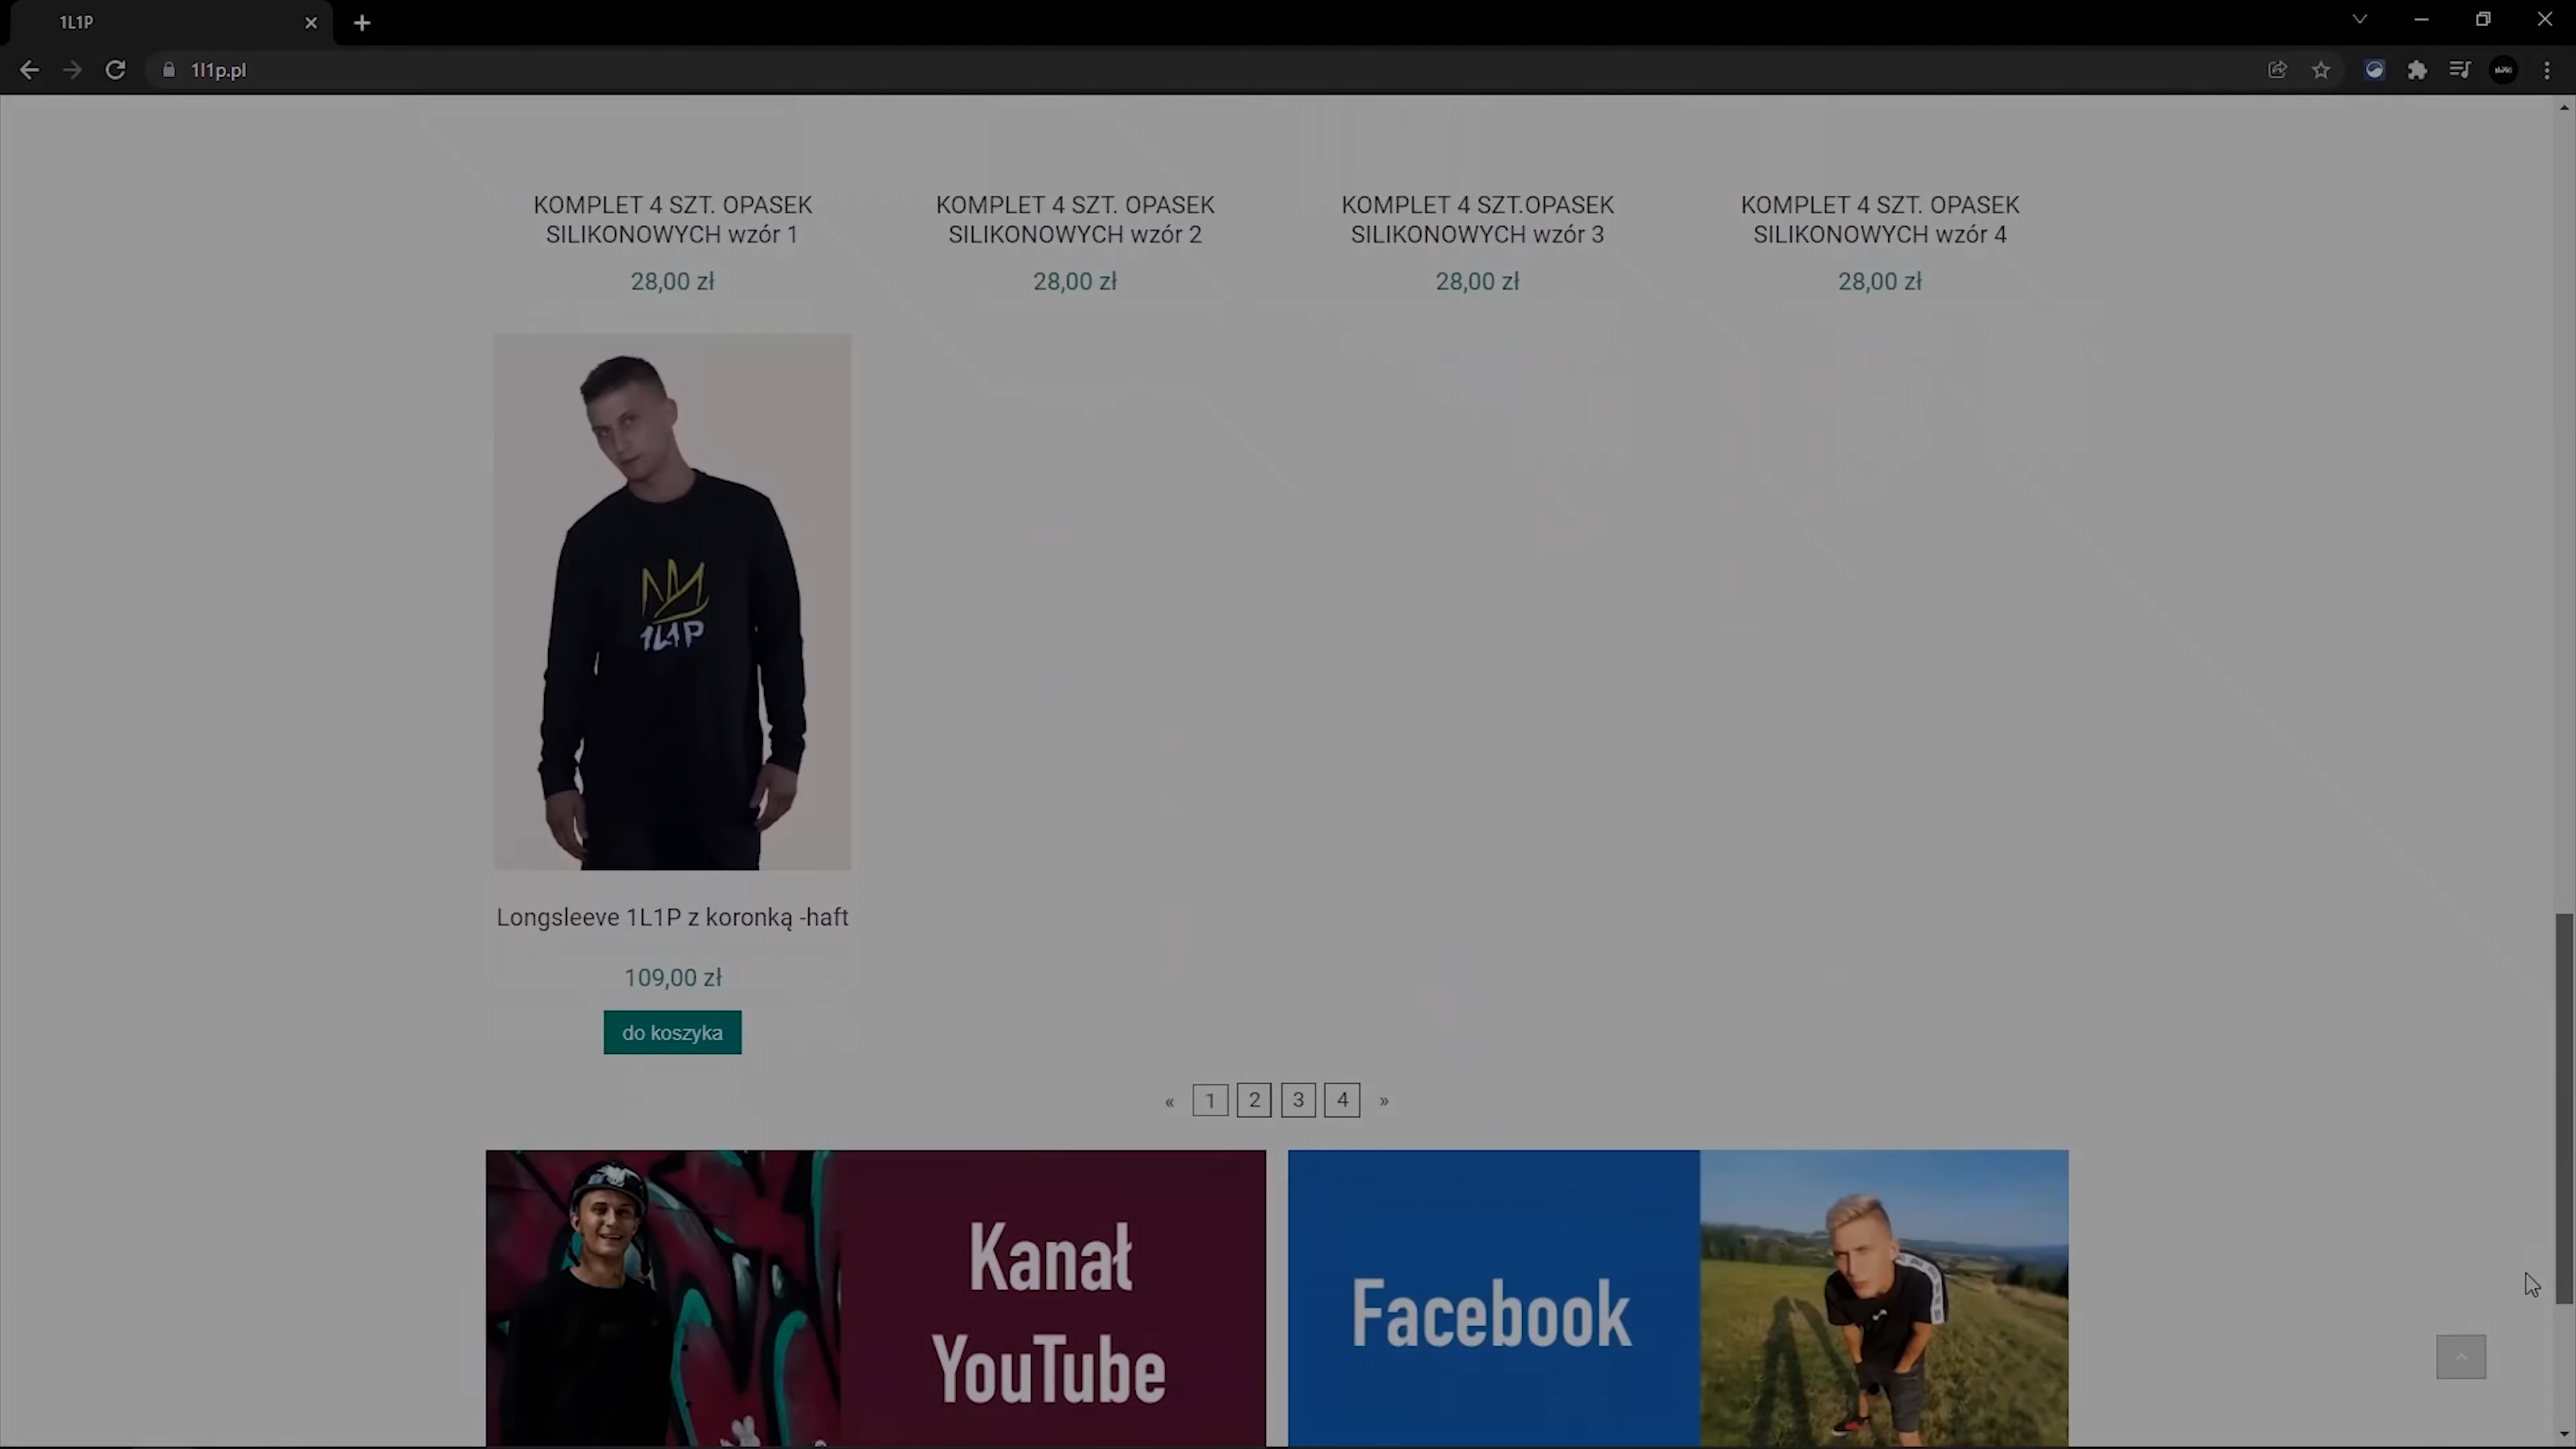 1L1P
1l1p.pl
KOMPLET 4 SZT. OPASEK
SILIKONOWYCH wzór 1
28,00 zł
KOMPLET 4 SZT. OPASEK
SILIKONOWYCH wzór 2
28,00 zł
KOMPLET 4 SZT.OPASEK
SILIKONOWYCH wzór 3
28,00 zł
KOMPLET 4 SZT. OPASEK
SILIKONOWYCH wzór 4
28,00 zł
1L1P
Longsleeve 1L1P z koronką -haft
109,00 zł
do koszyka
« 1 2 3 4 »
Kanał
YouTube
Facebook